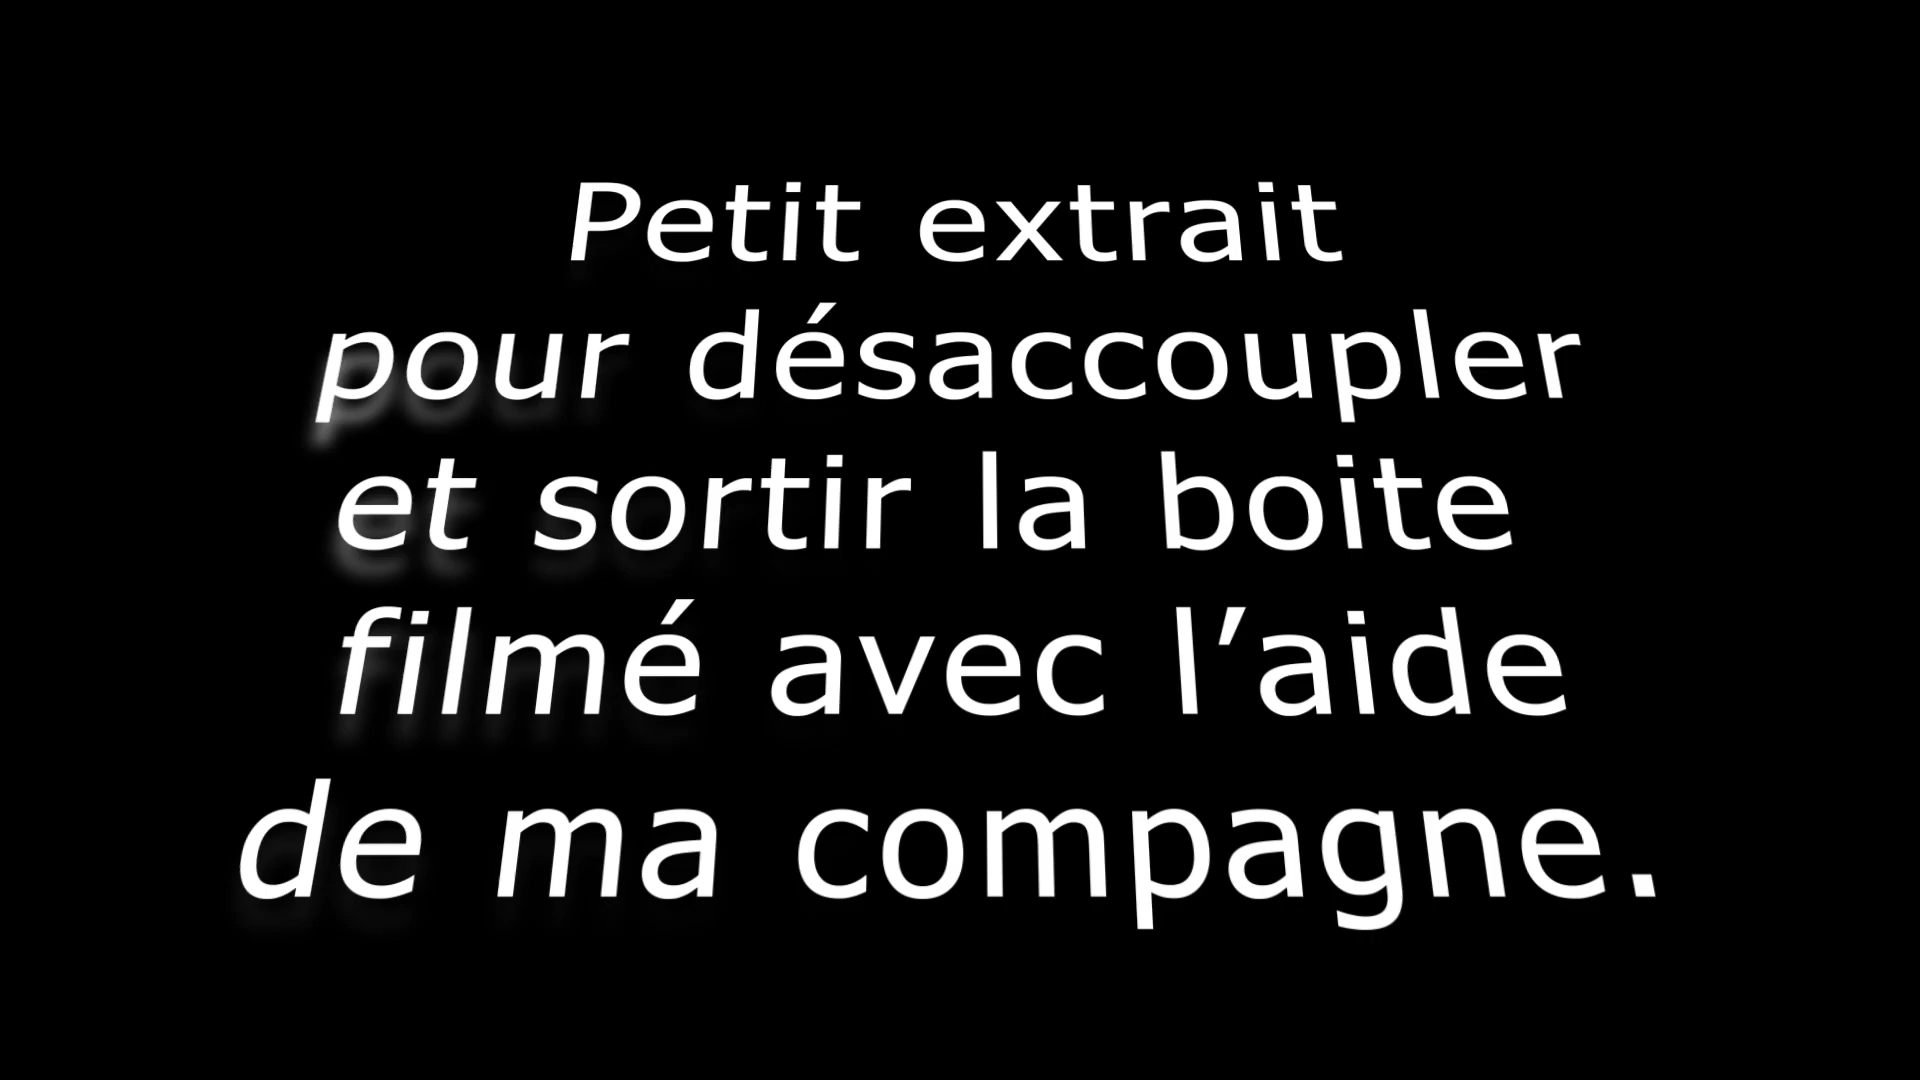 Petit extrait
pour désaccoupler
et sortir la boite
filmé avec l’aide
de ma compagne.